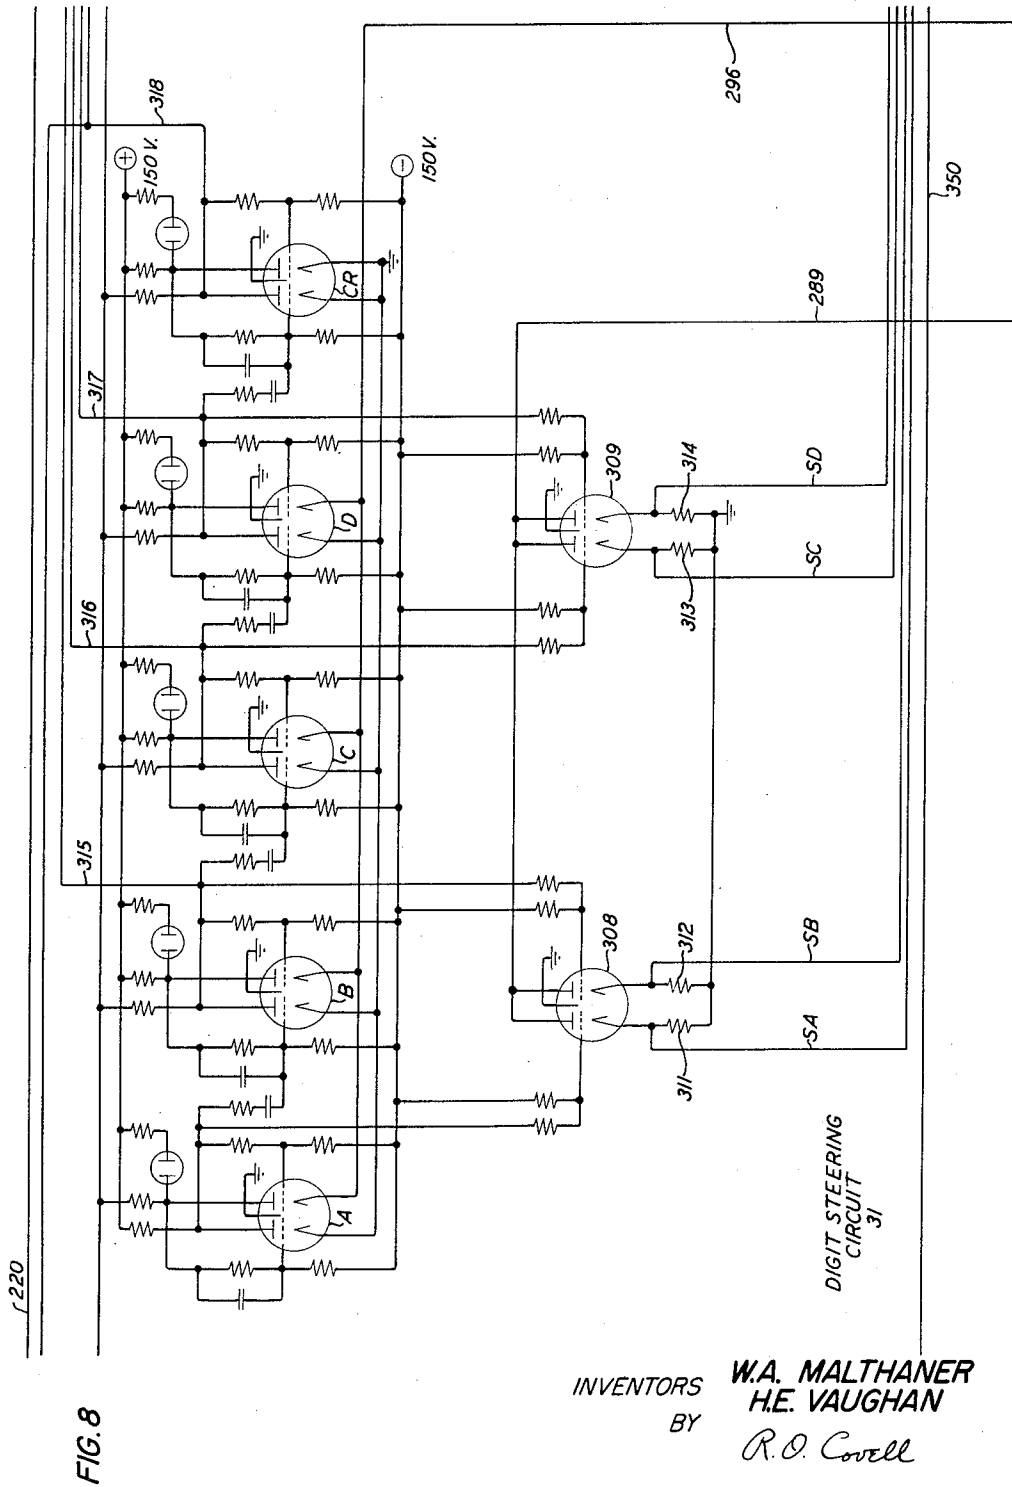 318
150 V.
296
150 V.
350
CR
289
317
309
314
SD
D
313
SC
316
C
315
308
312
SB
B
311
SA
A
DIGIT STEERING
CIRCUIT
31
220
FIG. 8
INVENTORS W.A. MALTHANER
H.E. VAUGHAN
BY R.O. Covell